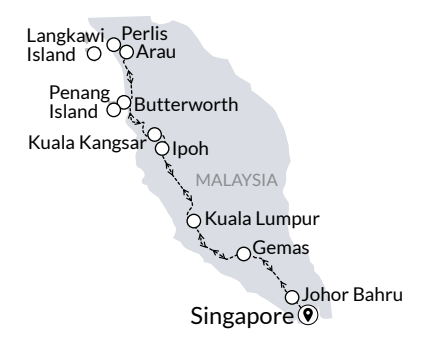 Langkawi
Island
Perlis
Arau
Penang
Island
Butterworth
Kuala Kangsar
Ipoh
MALAYSIA
Kuala Lumpur
Gemas
Johor Bahru
Singapore